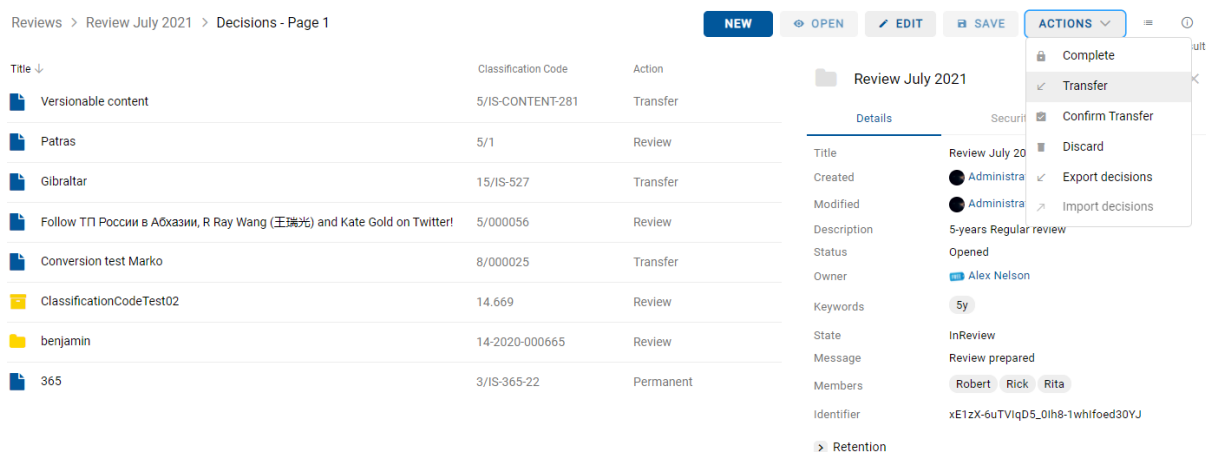 Reviews > Review July 2021 > Decisions - Page 1
NEW OPEN EDIT SAVE ACTIONS
Title Classification Code Action
Versionable content 5/IS-CONTENT-281 Transfer
Patras 5/1 Review
Gibraltar 15/IS-527 Transfer
Follow ТП России в Абхазии, R Ray Wang (王瑞光) and Kate Gold on Twitter! 5/000056 Review
Conversion test Marko 8/000025 Transfer
ClassificationCodeTest02 14.669 Review
benjamin 14-2020-000665 Review
365 3/IS-365-22 Permanent
Complete
Transfer
Confirm Transfer
Discard
Export decisions
Import decisions
Review July 2021
Details Securit
Title Review July 20
Created Administra
Modified Administra
Description 5-years Regular review
Status Opened
Owner Alex Nelson
Keywords 5y
State InReview
Message Review prepared
Members Robert Rick Rita
Identifier xE1zX-6uTVIqD5_0Ih8-1whIfoed30YJ
Retention